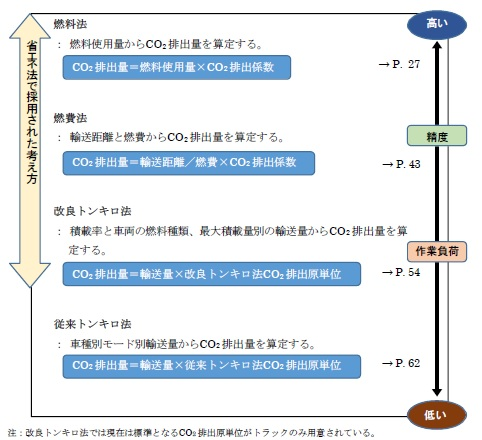 省エネ法で採用された考え方
燃料法
： 燃料使用量からCO₂排出量を算定する。
CO₂排出量＝燃料使用量×CO₂排出係数
→P. 27
燃費法
： 輸送距離と燃費からCO₂排出量を算定する。
CO₂排出量＝輸送距離／燃費×CO₂排出係数
→P. 43
改良トンキロ法
： 積載率と車両の燃料種類、最大積載量別の輸送量からCO₂排出量を算
定する。
CO₂排出量＝輸送量×改良トンキロ法CO₂排出原単位
→P. 54
従来トンキロ法
： 車種別モード別輸送量からCO₂排出量を算定する。
CO₂排出量＝輸送量×従来トンキロ法CO₂排出原単位
→P. 62
高い
精度
作業負荷
低い
注：改良トンキロ法では現在は標準となるCO₂排出原単位がトラックのみ用意されている。